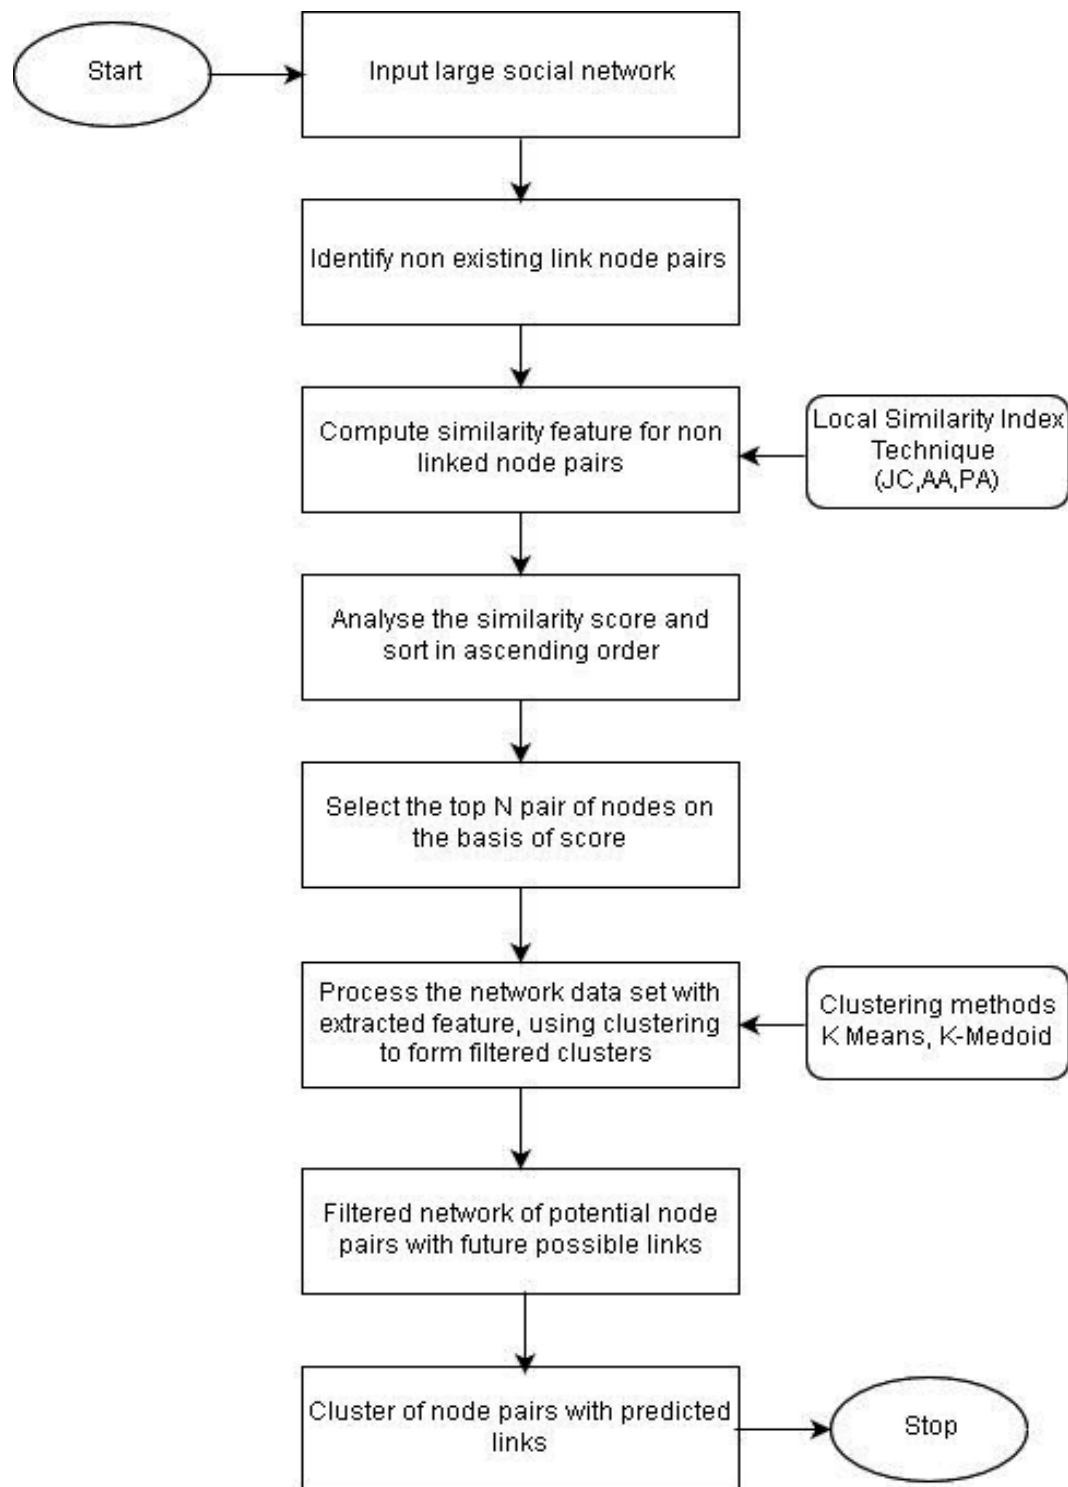 Start
Input large social network
Identify non existing link node pairs
Compute similarity feature for non
linked node pairs
Local Similarity Index
Technique
(JC,AA,PA)
Analyse the similarity score and
sort in ascending order
Select the top N pair of nodes on
the basis of score
Process the network data set with
extracted feature, using clustering
to form filtered clusters
Clustering methods
K Means, K-Medoid
Filtered network of potential node
pairs with future possible links
Cluster of node pairs with predicted
links
Stop